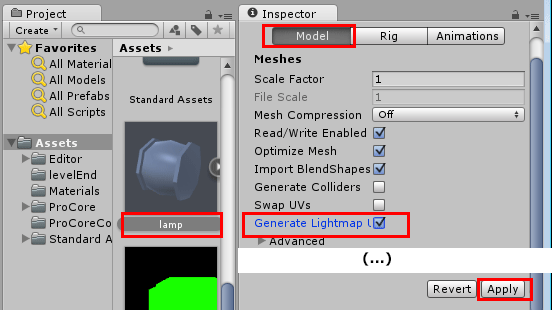 Project
Create
Favorites
All Material
All Models
All Prefabs
All Scripts
Assets
Editor
levelEnd
Materials
ProCore
ProCoreCo
Standard A
Assets
Standard Assets
lamp
Inspector
Model
Rig
Animations
Meshes
Scale Factor
1
File Scale
1
Mesh Compression
Off
Read/Write Enabled
Optimize Mesh
Import BlendShapes
Generate Colliders
Swap UVs
Generate Lightmap U
Advanced
(...)
Revert
Apply